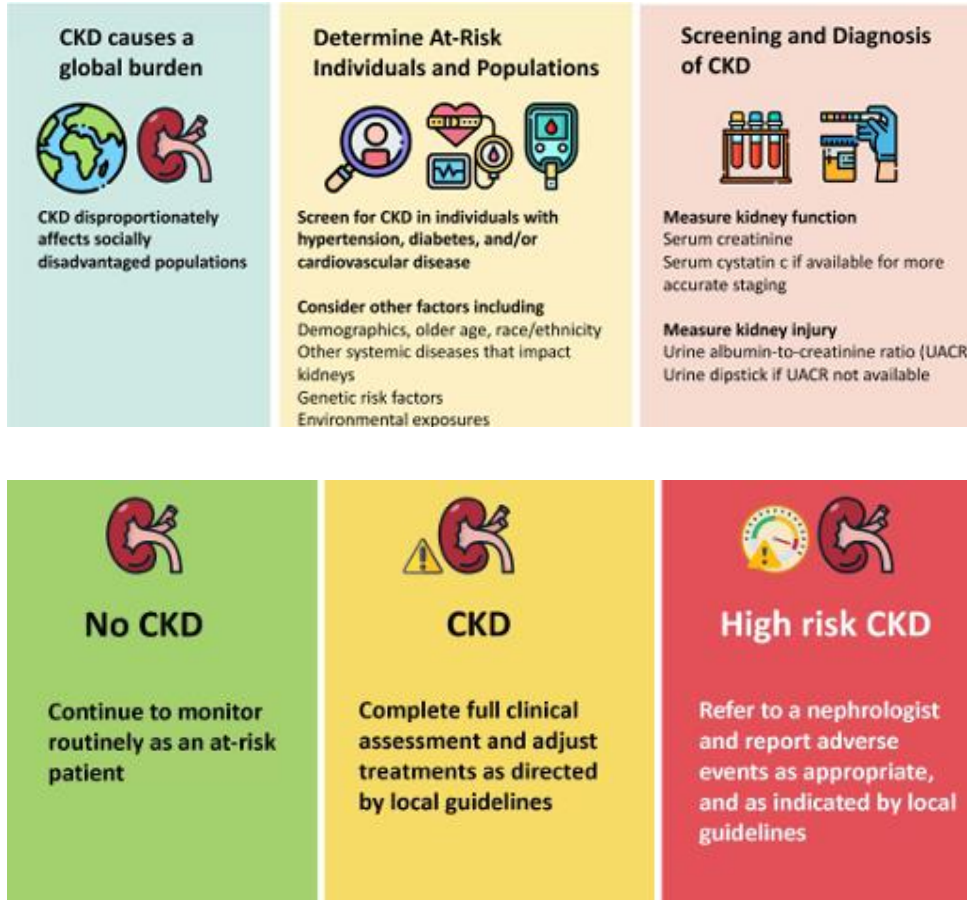 CKD causes a
global burden
CKD disproportionately
affects socially
disadvantaged populations
Determine At-Risk
Individuals and Populations
Screen for CKD in individuals with
hypertension, diabetes, and/or
cardiovascular disease
Consider other factors including
Demographics, older age, race/ethnicity
Other systemic diseases that impact
kidneys
Genetic risk factors
Environmental exposures
Screening and Diagnosis
of CKD
Measure kidney function
Serum creatinine
Serum cystatin c if available for more
accurate staging
Measure kidney injury
Urine albumin-to-creatinine ratio (UACR
Urine dipstick if UACR not available
No CKD
Continue to monitor
routinely as an at-risk
patient
CKD
Complete full clinical
assessment and adjust
treatments as directed
by local guidelines
High risk CKD
Refer to a nephrologist
and report adverse
events as appropriate,
and as indicated by local
guidelines